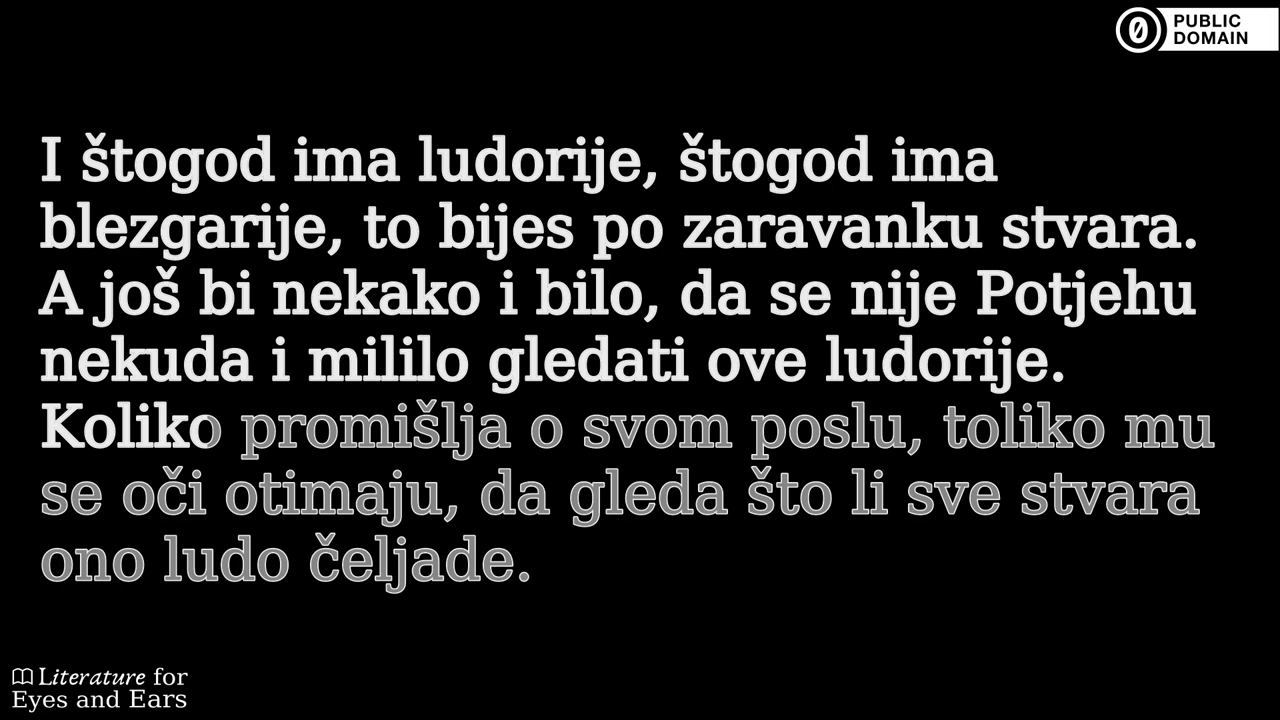 PUBLIC
DOMAIN
I štogod ima ludorije, štogod ima
blezgarije, to bijes po zaravanku stvara.
A još bi nekako i bilo, da se nije Potjehu
nekuda i mililo gledati ove ludorije.
Koliko promišlja o svom poslu, toliko mu
se oči otimaju, da gleda što li sve stvara
ono ludo čeljade.
Literature for
Eyes and Ears